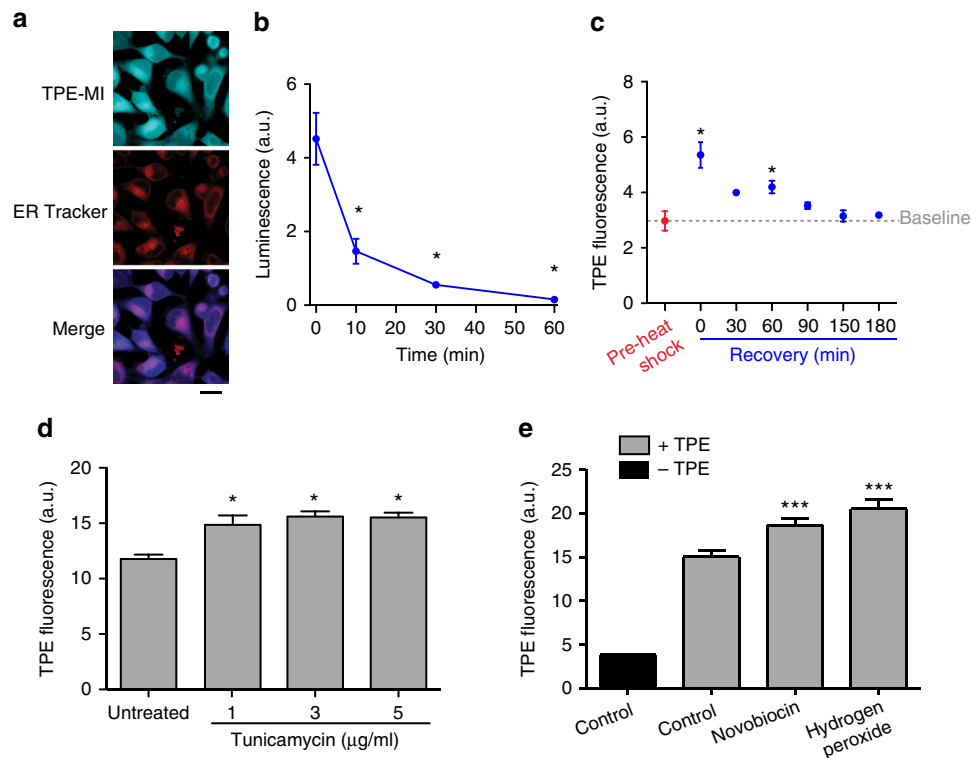 a
TPE-MI
ER Tracker
Merge
b
Luminescence (a.u.)
6
4
2
0
*
*
*
0 10 20 30 40 50 60
Time (min)
c
TPE fluorescence (a.u.)
8
6
4
2
0
*
*
Baseline
Pre-heat
shock
0 30 60 90 150 180
Recovery (min)
d
TPE fluorescence (a.u.)
20
15
10
5
0
* * *
Untreated 1 3 5
Tunicamycin (μg/ml)
e
+ TPE
– TPE
TPE fluorescence (a.u.)
25
20
15
10
5
0
***
***
Control
Control
Novobiocin
Hydrogen
peroxide